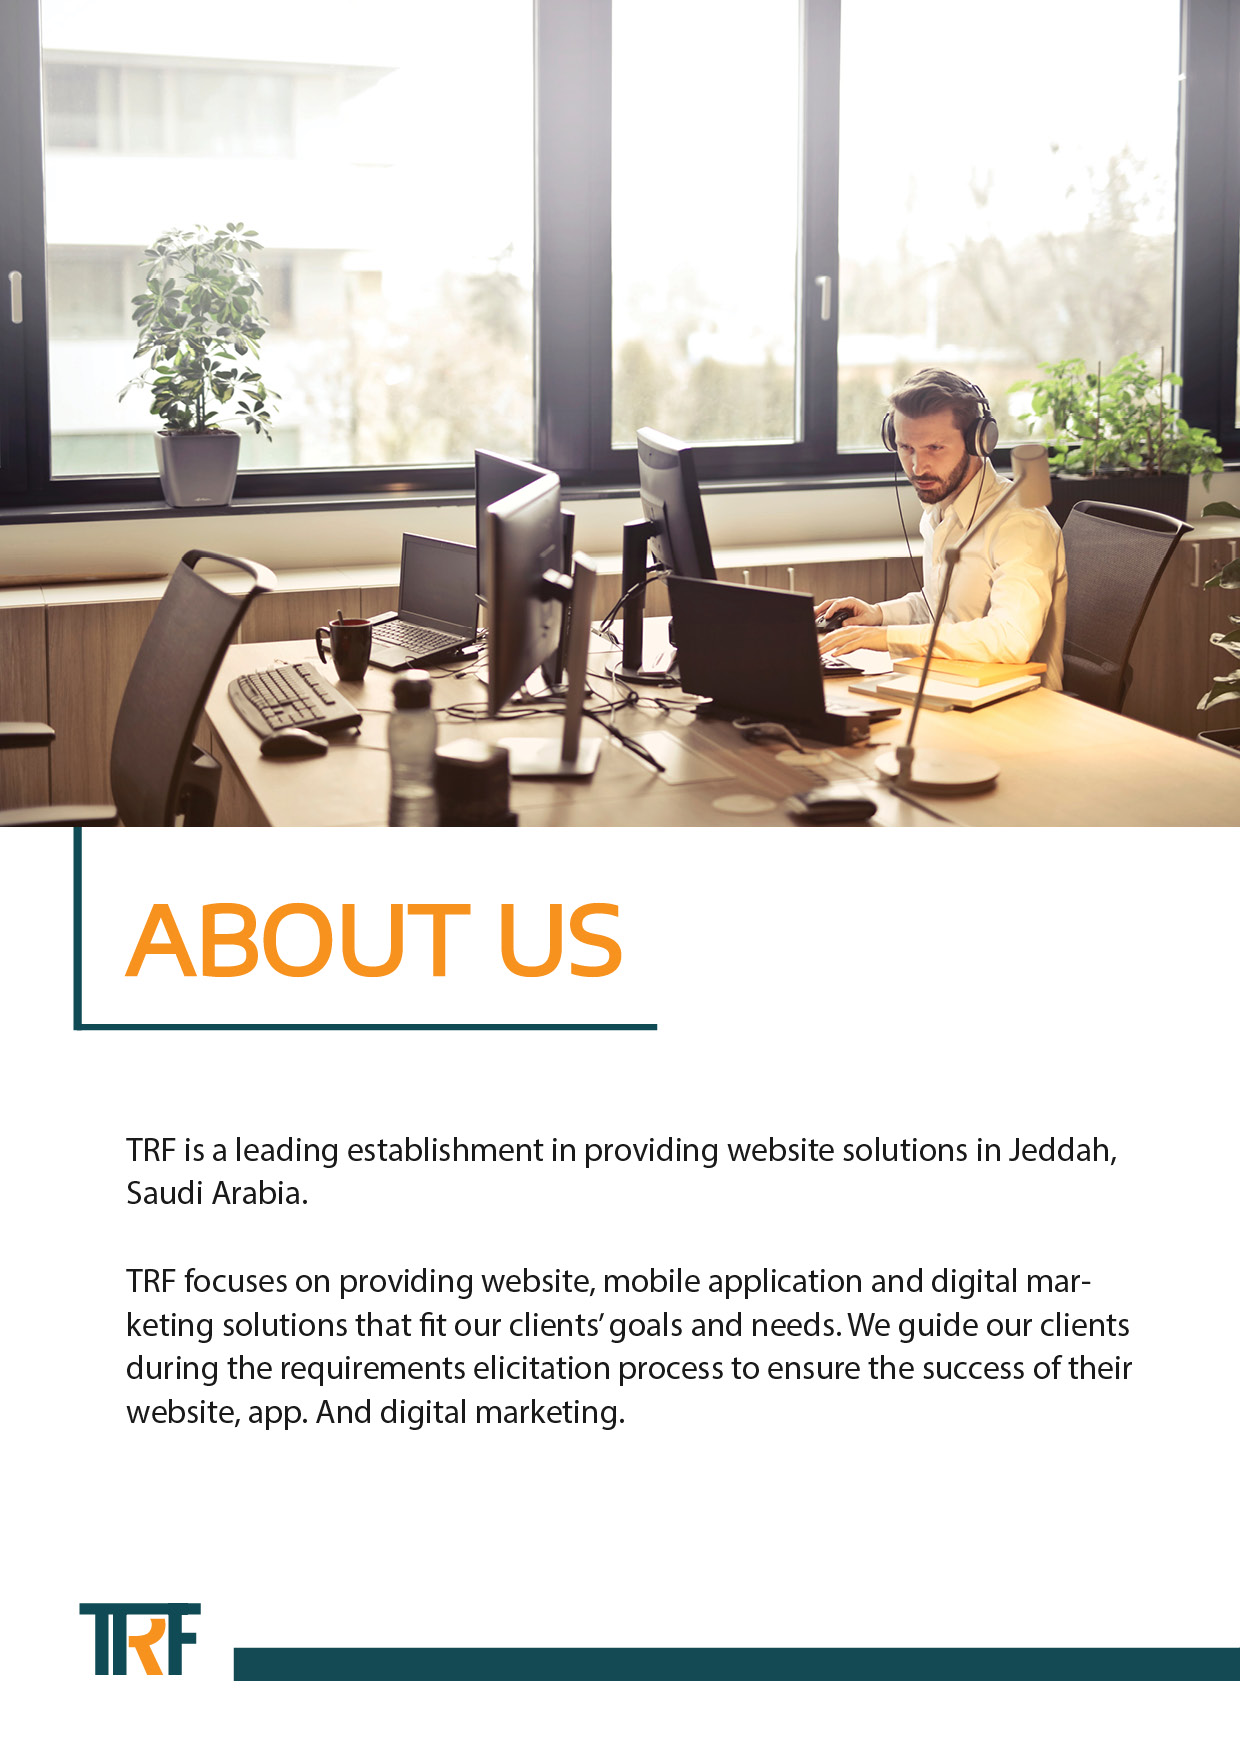 ABOUT US
TRF is a leading establishment in providing website solutions in Jeddah,
Saudi Arabia.
TRF focuses on providing website, mobile application and digital mar-
keting solutions that fit our clients’ goals and needs. We guide our clients
during the requirements elicitation process to ensure the success of their
website, app. And digital marketing.
TRF